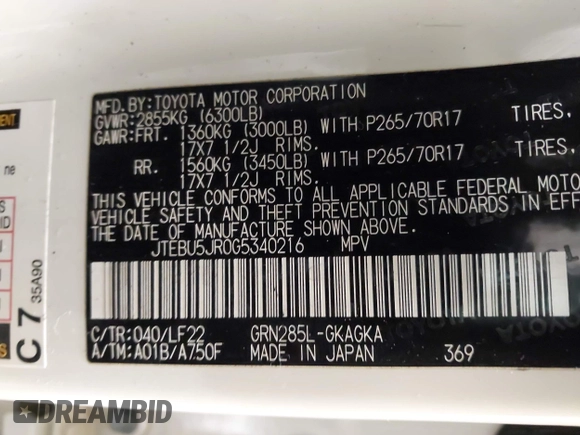 MFD. BY:TOYOTA MOTOR CORPORATION
GVWR:2855KG (6300LB)
GAWR:FRT. 1360KG (3000LB) WITH P265/70R17 TIRES,
17X7 1/2J RIMS.
RR. 1560KG (3450LB) WITH P265/70R17 TIRES,
17X7 1/2J RIMS.
THIS VEHICLE CONFORMS TO ALL APPLICABLE FEDERAL MOTO
VEHICLE SAFETY AND THEFT PREVENTION STANDARDS IN EFF
THE DATE OF MANUFACTURE SHOWN ABOVE.
JTEBU5JR0G5340216 MPV
C/TR:040/LF22 GRN285L-GKAGKA
A/TM:A01B/A750F MADE IN JAPAN 369
ne
C 7
35A90
DREAMBID